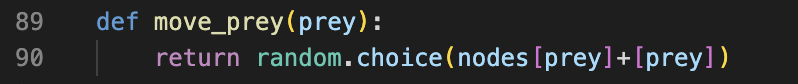 89 def move_prey(prey):
90 return random.choice(nodes[prey]+[prey])